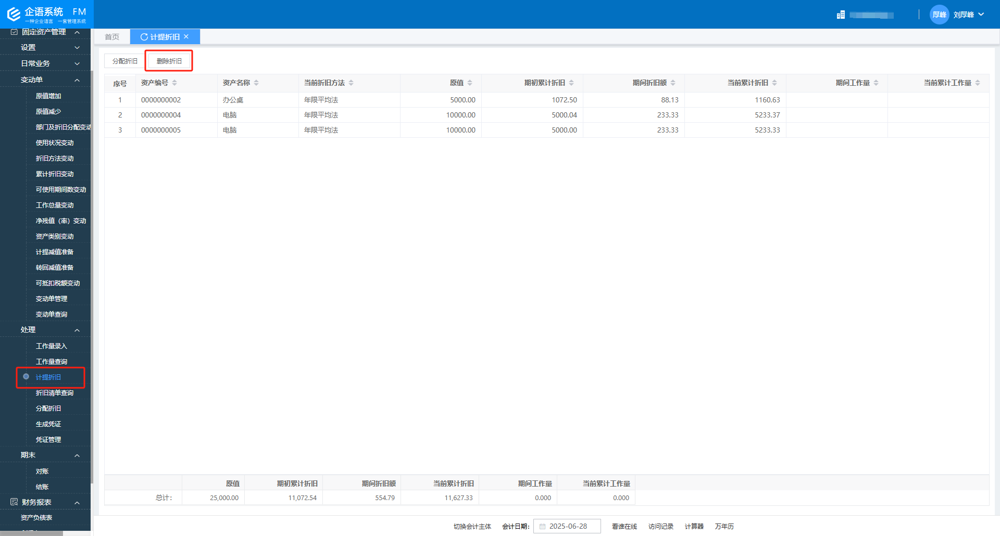 企语系统 FM
一种企业语言 一套管理系统
厚峰 刘厚峰
固定资产管理
设置
日常业务
变动单
原值增加
原值减少
部门及折旧分配变动
使用状况变动
折旧方法变动
累计折旧变动
可使用期间数变动
工作总量变动
净残值（率）变动
资产类别变动
计提减值准备
转回减值准备
可抵扣税额变动
变动单管理
变动单查询
处理
工作量录入
工作量查询
计提折旧
折旧清单查询
分配折旧
生成凭证
凭证管理
期末
对账
结账
财务报表
资产负债表
首页 计提折旧
分配折旧 删除折旧
序号 资产编号 资产名称 当前折旧方法 原值 期初累计折旧 期间折旧额 当前累计折旧 期间工作量 当前累计工作量
1 0000000002 办公桌 年限平均法 5000.00 1072.50 88.13 1160.63
2 0000000004 电脑 年限平均法 10000.00 5000.04 233.33 5233.37
3 0000000005 电脑 年限平均法 10000.00 5000.00 233.33 5233.33
原值 期初累计折旧 期间折旧额 当前累计折旧 期间工作量 当前累计工作量
总计： 25,000.00 11,072.54 554.79 11,627.33 0.000 0.000
切换会计主体 会计日期: 2025-06-28 看谁在线 访问记录 计算器 万年历